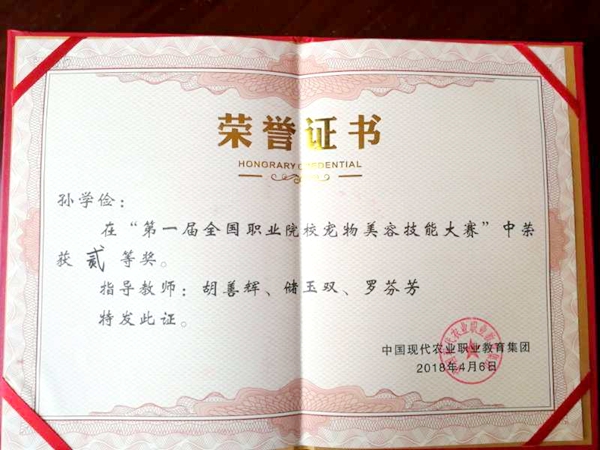 荣誉证书
HONGRARY CREDENTIAL
孙学俭：
在“第一届全国职业院校宠物美容技能大赛”中荣
获 贰 等奖。
指导教师：胡善辉、储玉双、罗芬芳
特发此证。
中国现代农业职业教育集团
2018年4月6日